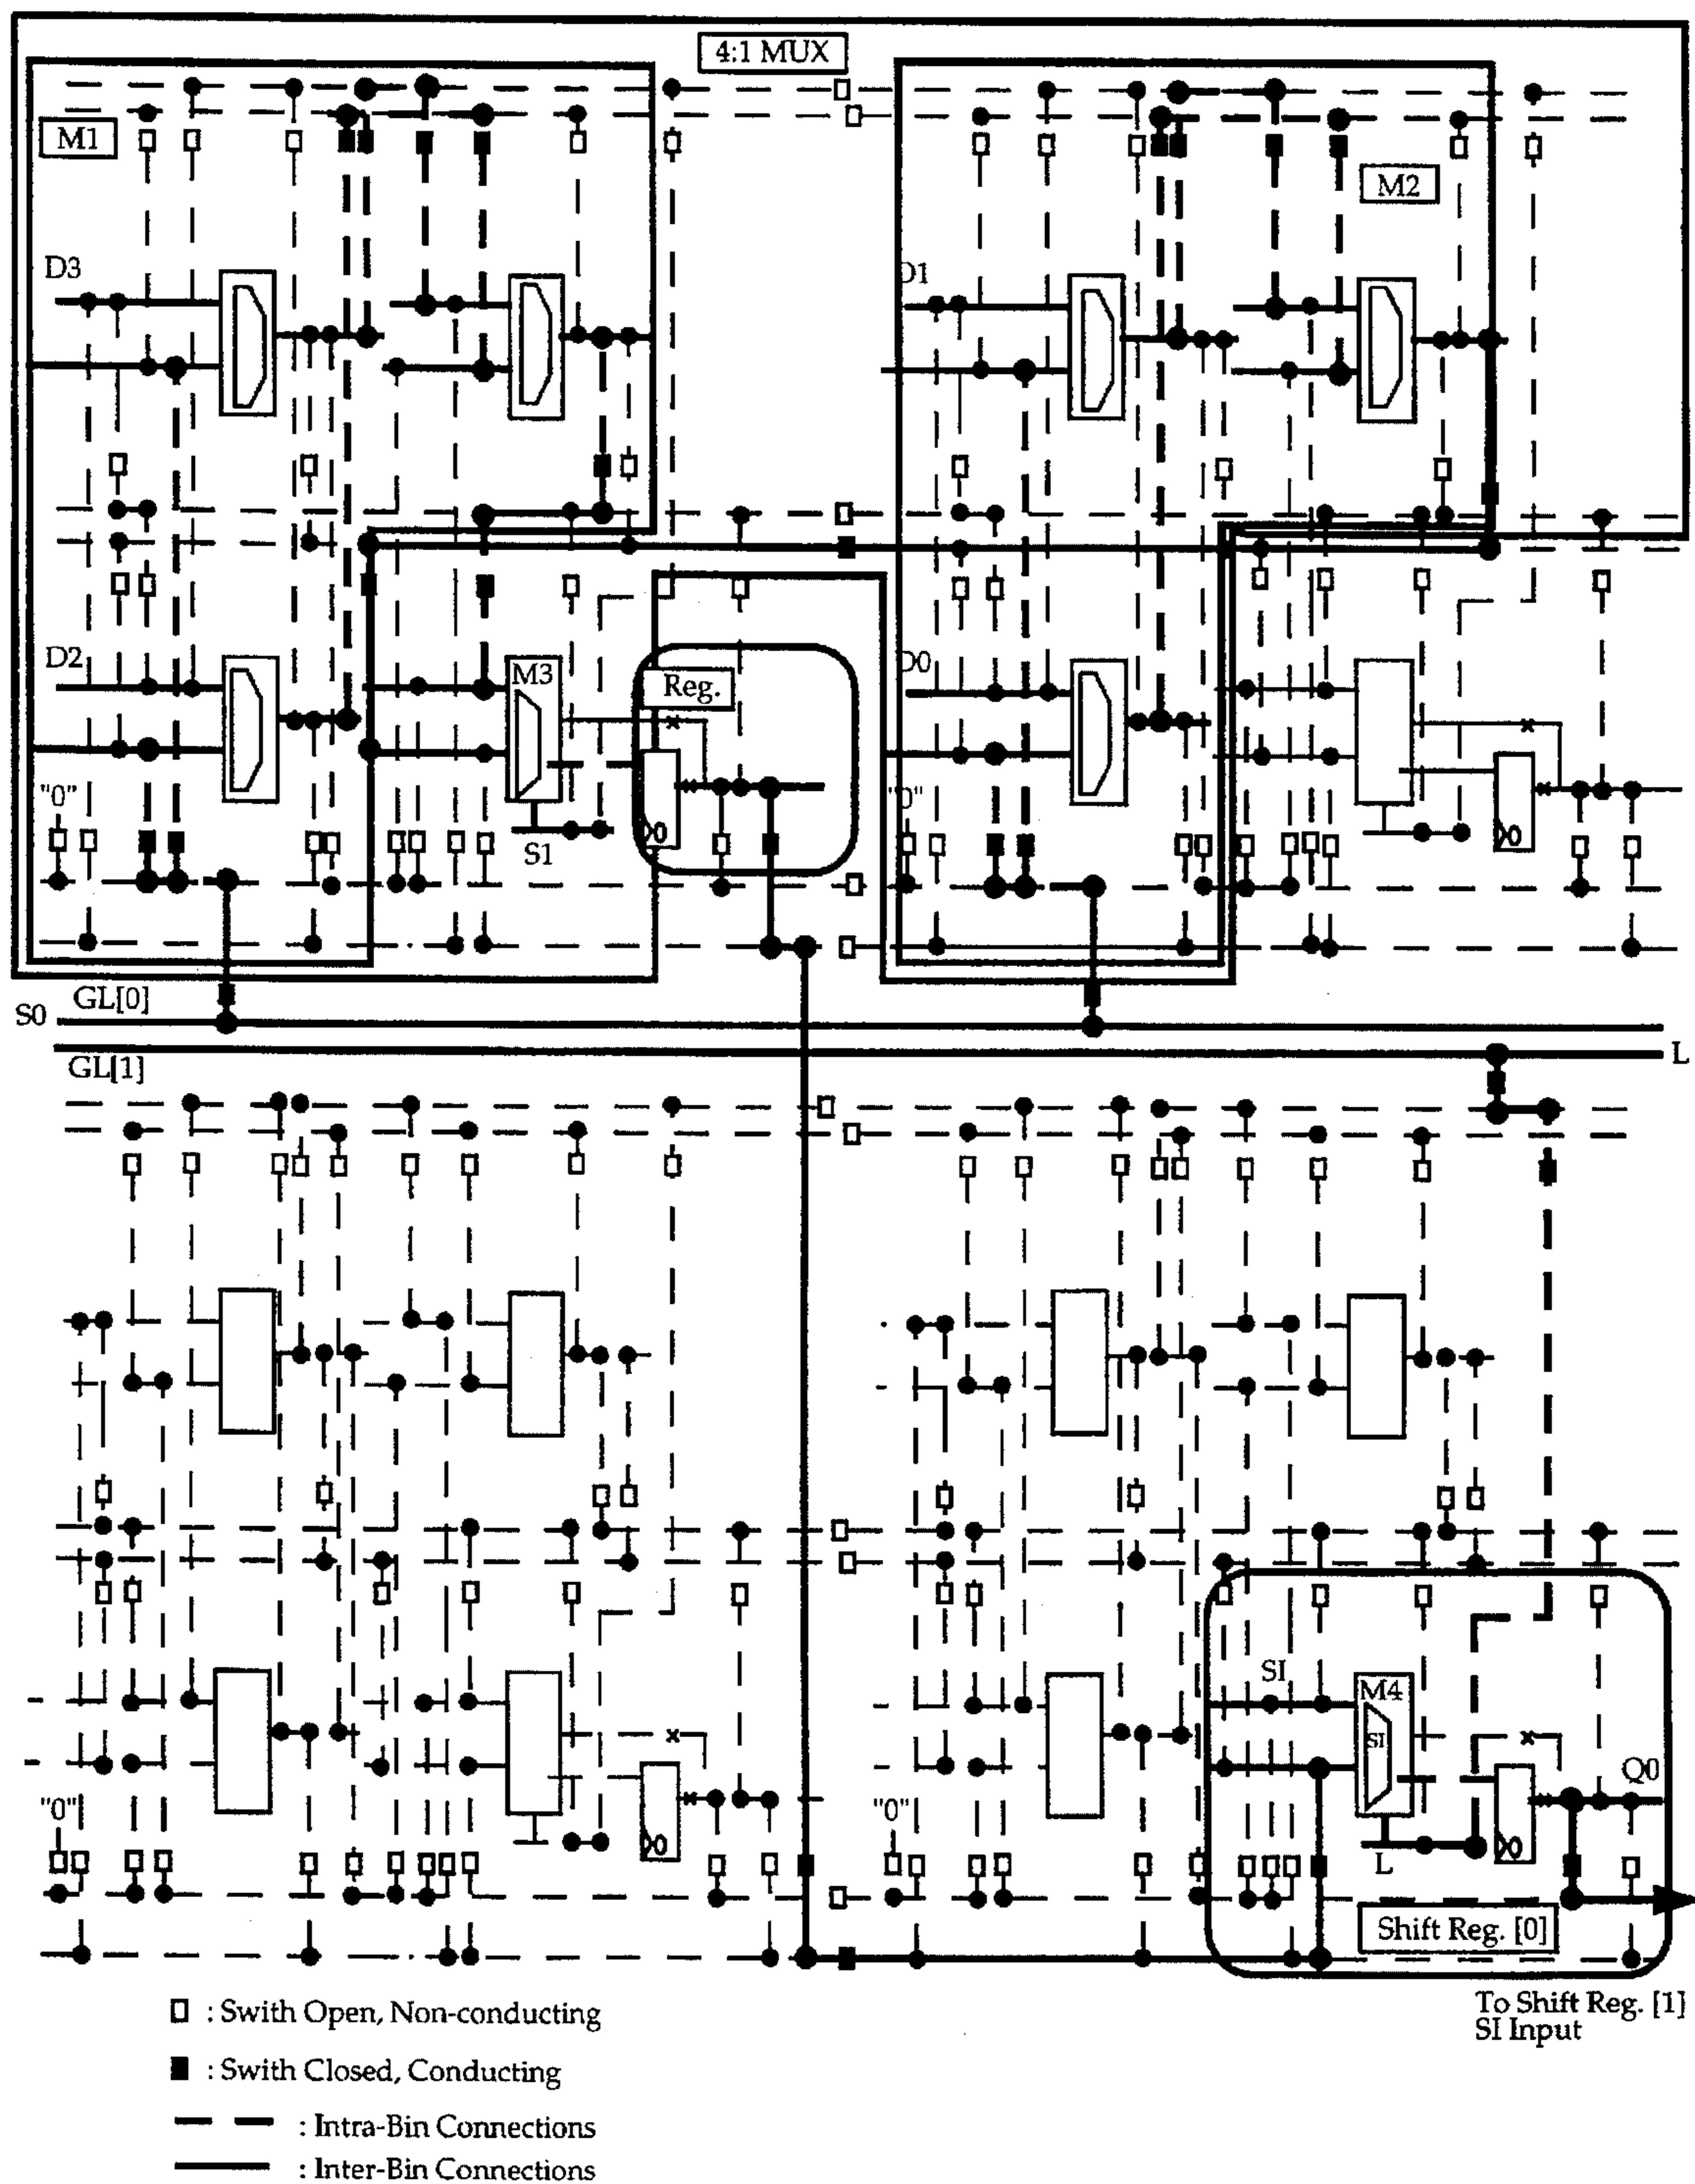 4:1 MUX
M1
M2
D3
D1
D2
M3
Reg.
D0
"0"
S1
"0"
GL[0]
S0
GL[1]
L
SI
M4
SI
Q0
"0"
"0"
L
Shift Reg. [0]
To Shift Reg. [1]
SI Input
: Swith Open, Non-conducting
: Swith Closed, Conducting
: Intra-Bin Connections
: Inter-Bin Connections